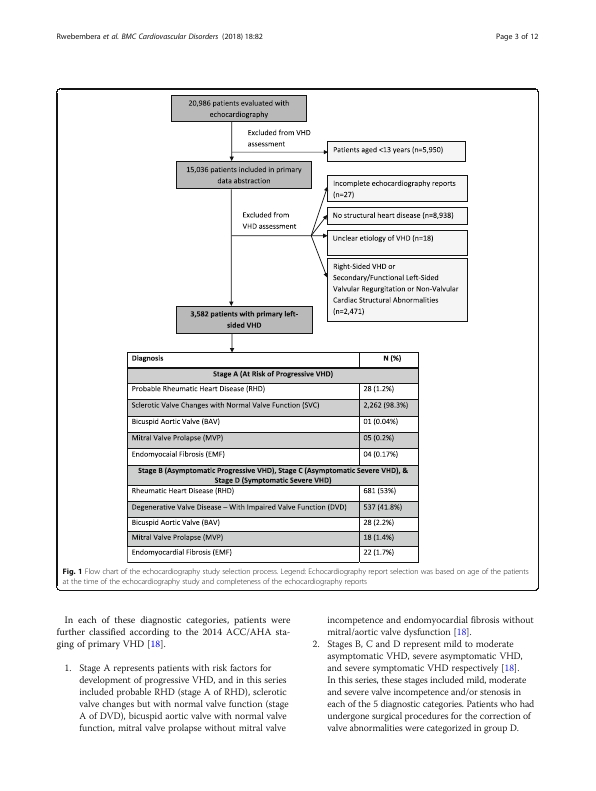 Rwebembera et al. BMC Cardiovascular Disorders (2018) 18:82
Page 3 of 12
20,986 patients evaluated with
echocardiography
Excluded from VHD
assessment
Patients aged <13 years (n=5,950)
15,036 patients included in primary
data abstraction
Incomplete echocardiography reports
(n=27)
Excluded from
VHD assessment
No structural heart disease (n=8,938)
Unclear etiology of VHD (n=18)
Right-Sided VHD or
Secondary/Functional Left-Sided
Valvular Regurgitation or Non-Valvular
Cardiac Structural Abnormalities
(n=2,471)
3,582 patients with primary left-
sided VHD
Diagnosis N (%)
Stage A (At Risk of Progressive VHD)
Probable Rheumatic Heart Disease (RHD) 28 (1.2%)
Sclerotic Valve Changes with Normal Valve Function (SVC) 2,262 (98.3%)
Bicuspid Aortic Valve (BAV) 01 (0.04%)
Mitral Valve Prolapse (MVP) 05 (0.2%)
Endomyocaial Fibrosis (EMF) 04 (0.17%)
Stage B (Asymptomatic Progressive VHD), Stage C (Asymptomatic Severe VHD), &
Stage D (Symptomatic Severe VHD)
Rheumatic Heart Disease (RHD) 681 (53%)
Degenerative Valve Disease – With Impaired Valve Function (DVD) 537 (41.8%)
Bicuspid Aortic Valve (BAV) 28 (2.2%)
Mitral Valve Prolapse (MVP) 18 (1.4%)
Endomyocardial Fibrosis (EMF) 22 (1.7%)
Fig. 1 Flow chart of the echocardiography study selection process. Legend: Echocardiography report selection was based on age of the patients
at the time of the echocardiography study and completeness of the echocardiography reports
In each of these diagnostic categories, patients were
further classified according to the 2014 ACC/AHA sta-
ging of primary VHD [18].
1. Stage A represents patients with risk factors for
development of progressive VHD, and in this series
included probable RHD (stage A of RHD), sclerotic
valve changes but with normal valve function (stage
A of DVD), bicuspid aortic valve with normal valve
function, mitral valve prolapse without mitral valve
incompetence and endomyocardial fibrosis without
mitral/aortic valve dysfunction [18].
2. Stages B, C and D represent mild to moderate
asymptomatic VHD, severe asymptomatic VHD,
and severe symptomatic VHD respectively [18].
In this series, these stages included mild, moderate
and severe valve incompetence and/or stenosis in
each of the 5 diagnostic categories. Patients who had
undergone surgical procedures for the correction of
valve abnormalities were categorized in group D.